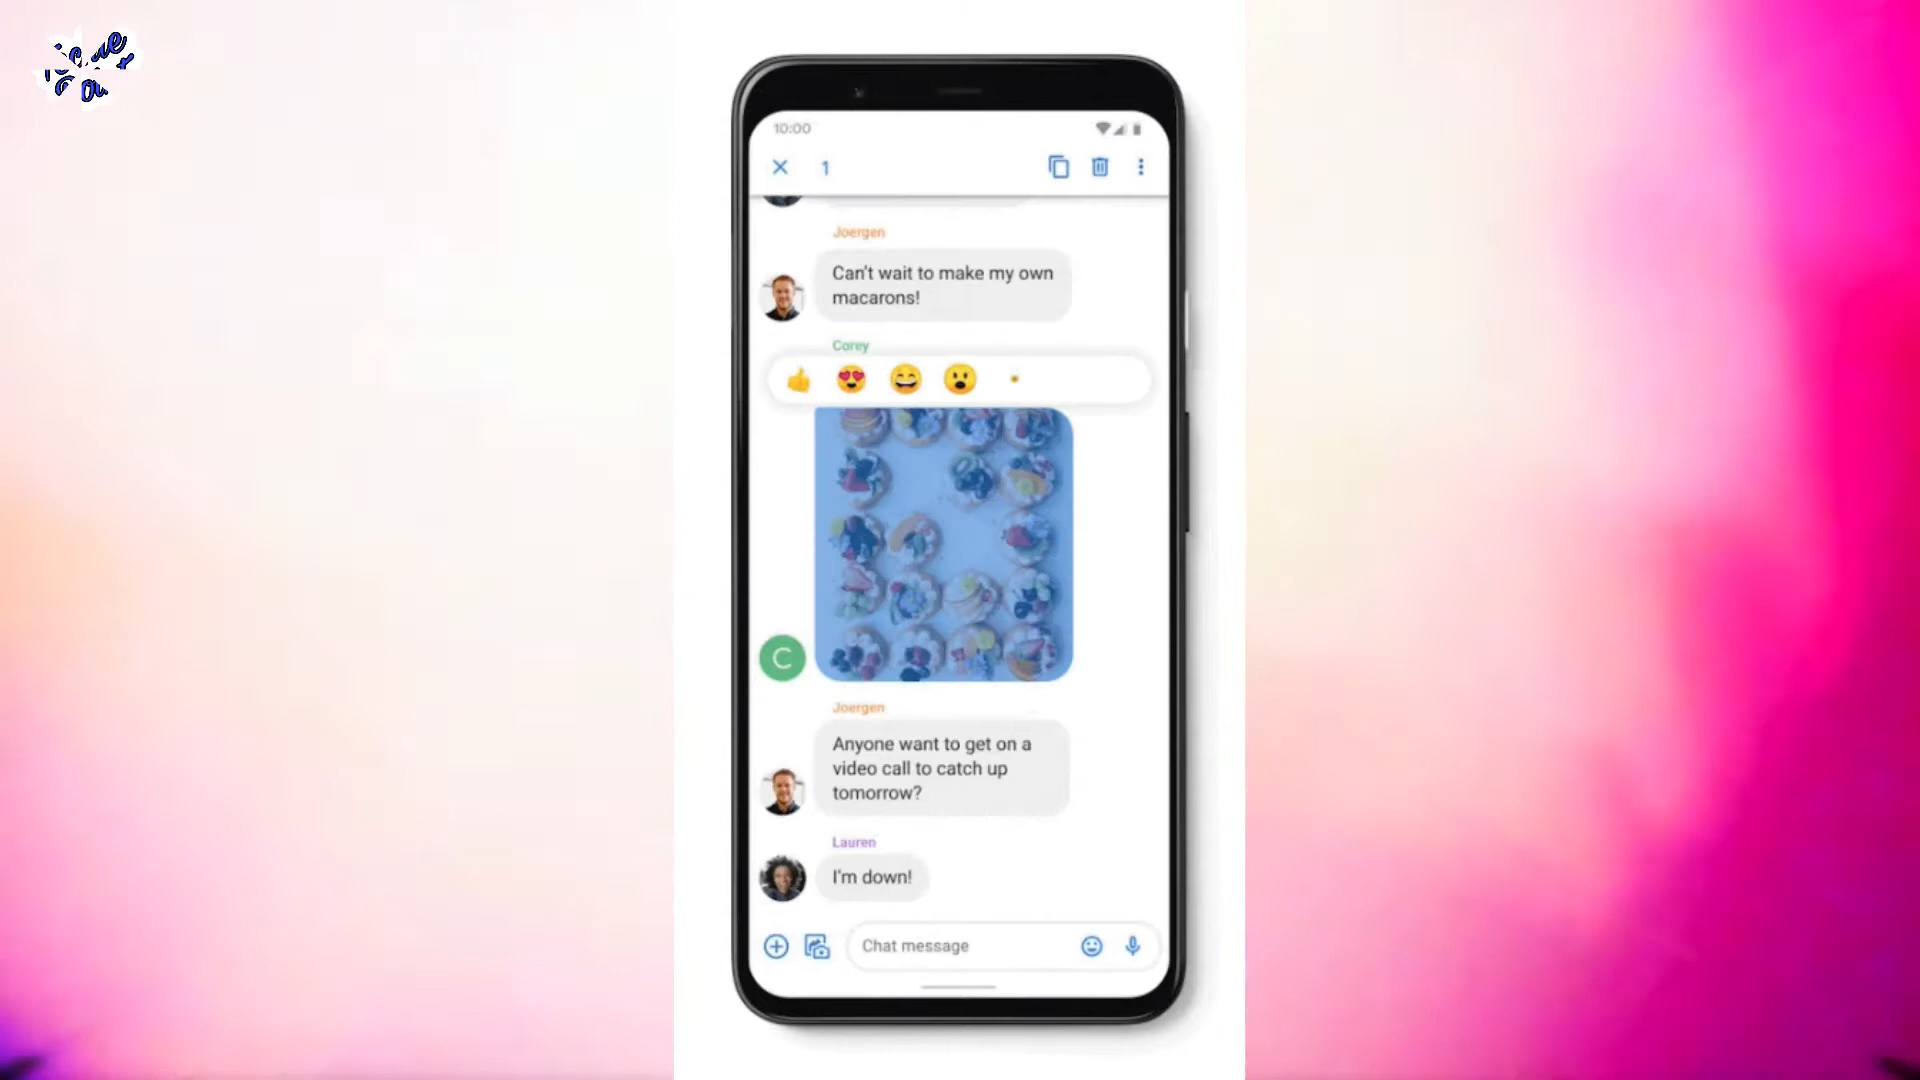 10:00
1
Joergen
Can't wait to make my own
macarons!
Corey
C
Joergen
Anyone want to get on a
video call to catch up
tomorrow?
Lauren
I'm down!
Chat message